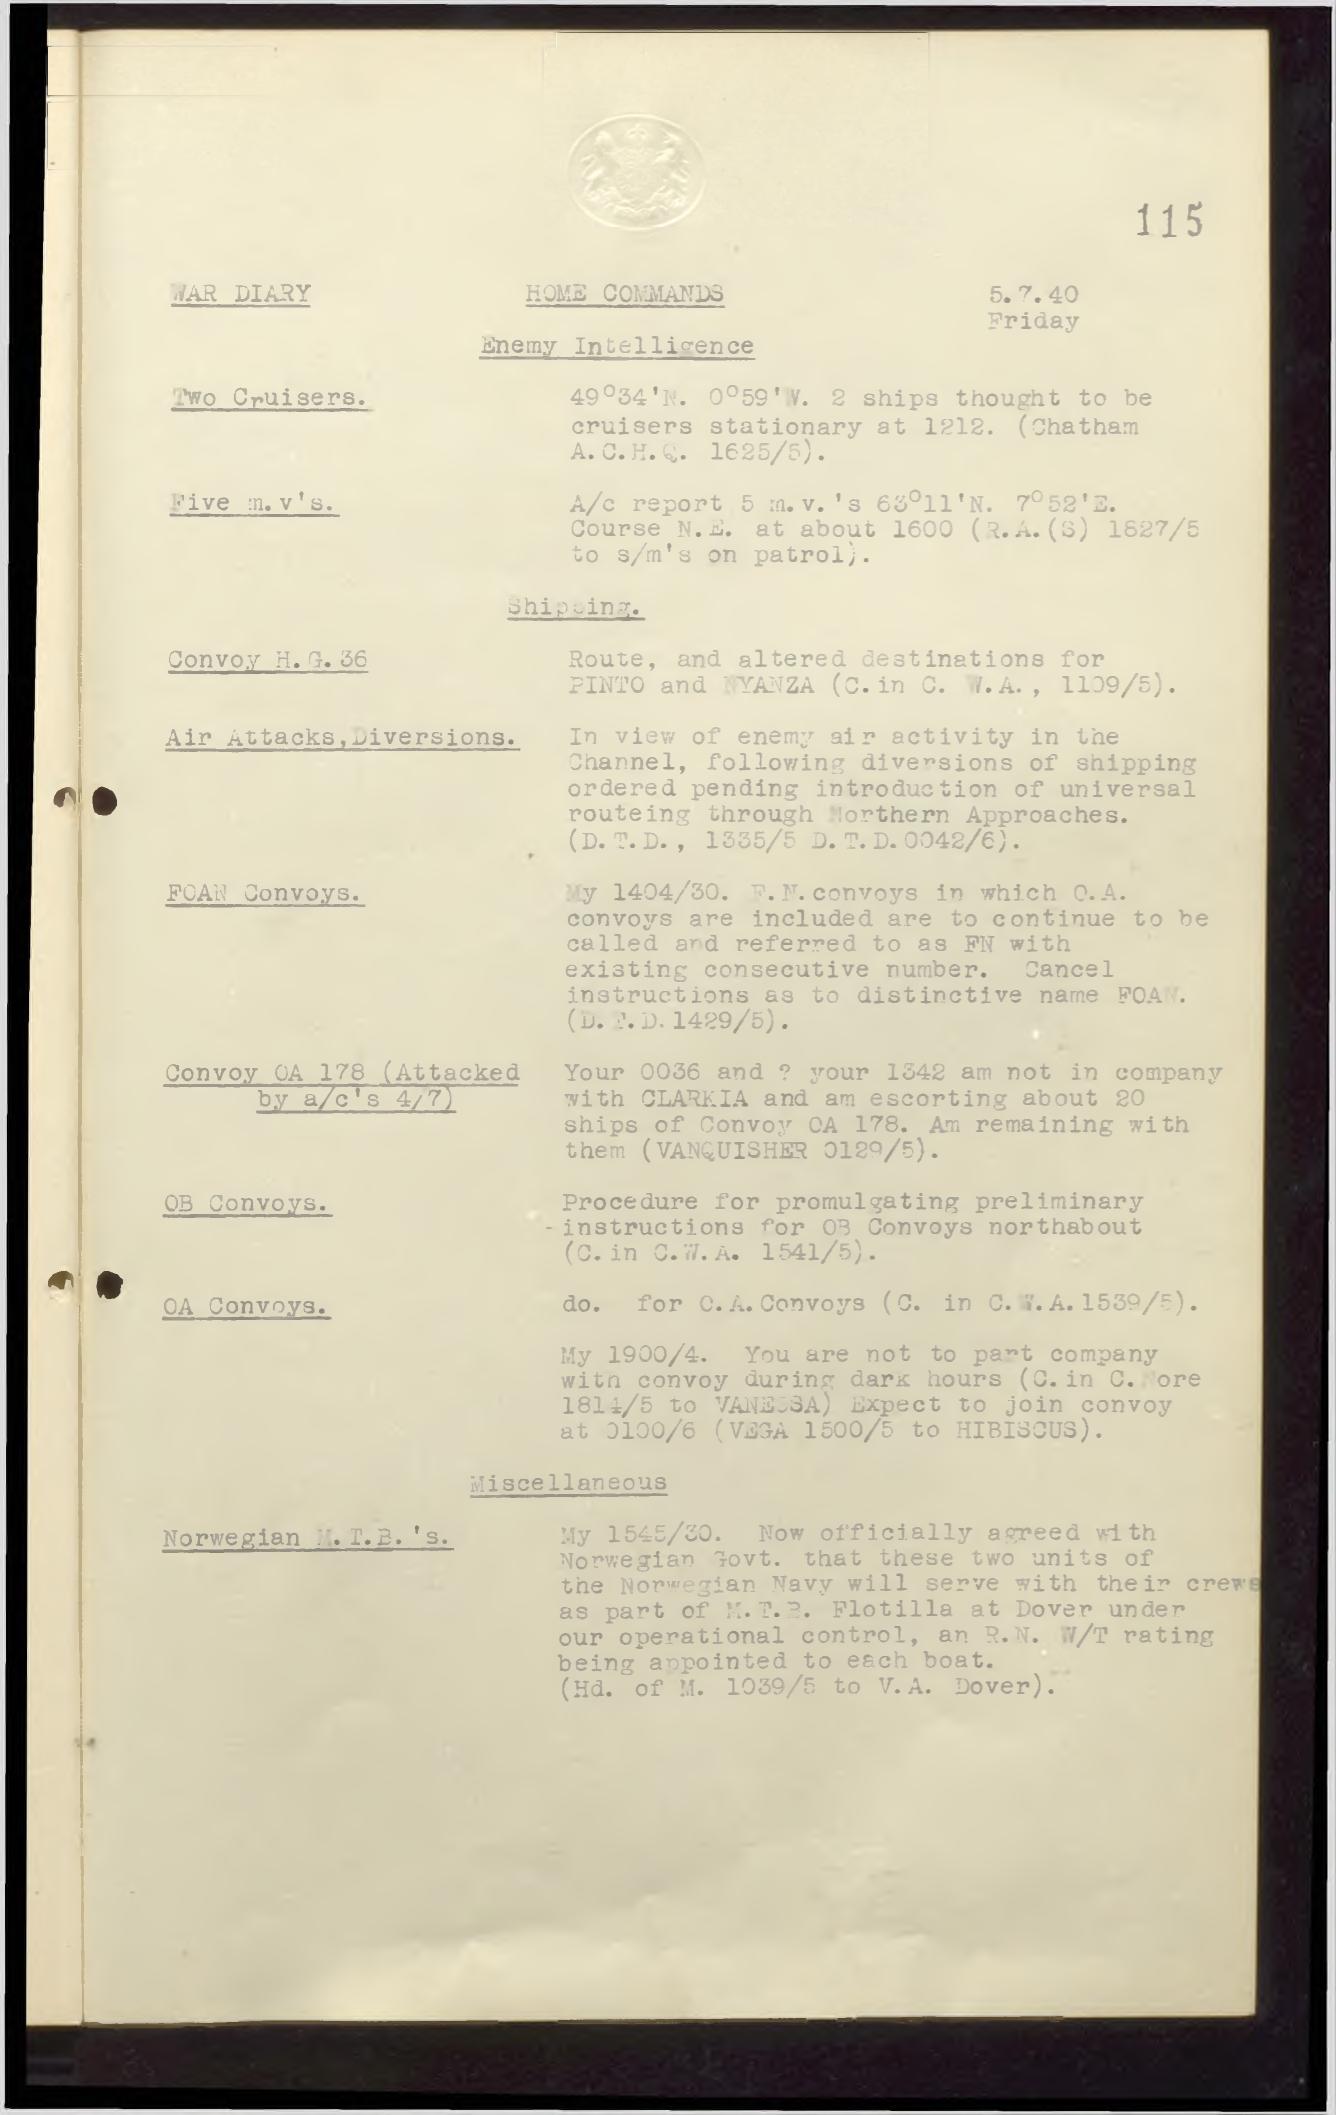 115
WAR DIARY
HOME COMMANDS
5.7.40
Friday
Enemy Intelligence
Two Cruisers.
49°34'N. 0°59'W. 2 ships thought to be
cruisers stationary at 1212. (Chatham
A.C.H.Q. 1625/5).
Five m.v's.
A/c report 5 m.v.'s 63°11'N. 7°52'E.
Course N.E. at about 1600 (R.A.(S) 1827/5
to s/m's on patrol).
Shipping.
Convoy H.G.36
Route, and altered destinations for
PINTO and NYANZA (C.in C. W.A., 1109/5).
Air Attacks,Diversions.
In view of enemy air activity in the
Channel, following diversions of shipping
ordered pending introduction of universal
routeing through Northern Approaches.
(D.T.D., 1335/5 D.T.D.0042/6).
FOAN Convoys.
My 1404/30. F.N.convoys in which O.A.
convoys are included are to continue to be
called and referred to as FN with
existing consecutive number. Cancel
instructions as to distinctive name FOAN.
(D.T.D.1429/5).
Convoy OA 178 (Attacked
by a/c's 4/7)
Your 0036 and ? your 1342 am not in company
with CLARKIA and am escorting about 20
ships of Convoy OA 178. Am remaining with
them (VANQUISHER 0129/5).
OB Convoys.
Procedure for promulgating preliminary
-instructions for OB Convoys northabout
(C.in C.W.A. 1541/5).
OA Convoys.
do. for O.A.Convoys (C. in C.W.A.1539/5).
My 1900/4. You are not to part company
with convoy during dark hours (C.in C. Nore
1814/5 to VANESSA) Expect to join convoy
at 0100/6 (VEGA 1500/5 to HIBISCUS).
Miscellaneous
Norwegian M.T.B.'s.
My 1545/30. Now officially agreed with
Norwegian Govt. that these two units of
the Norwegian Navy will serve with their crews
as part of M.T.B. Flotilla at Dover under
our operational control, an R.N. W/T rating
being appointed to each boat.
(Hd. of M. 1039/5 to V.A. Dover).